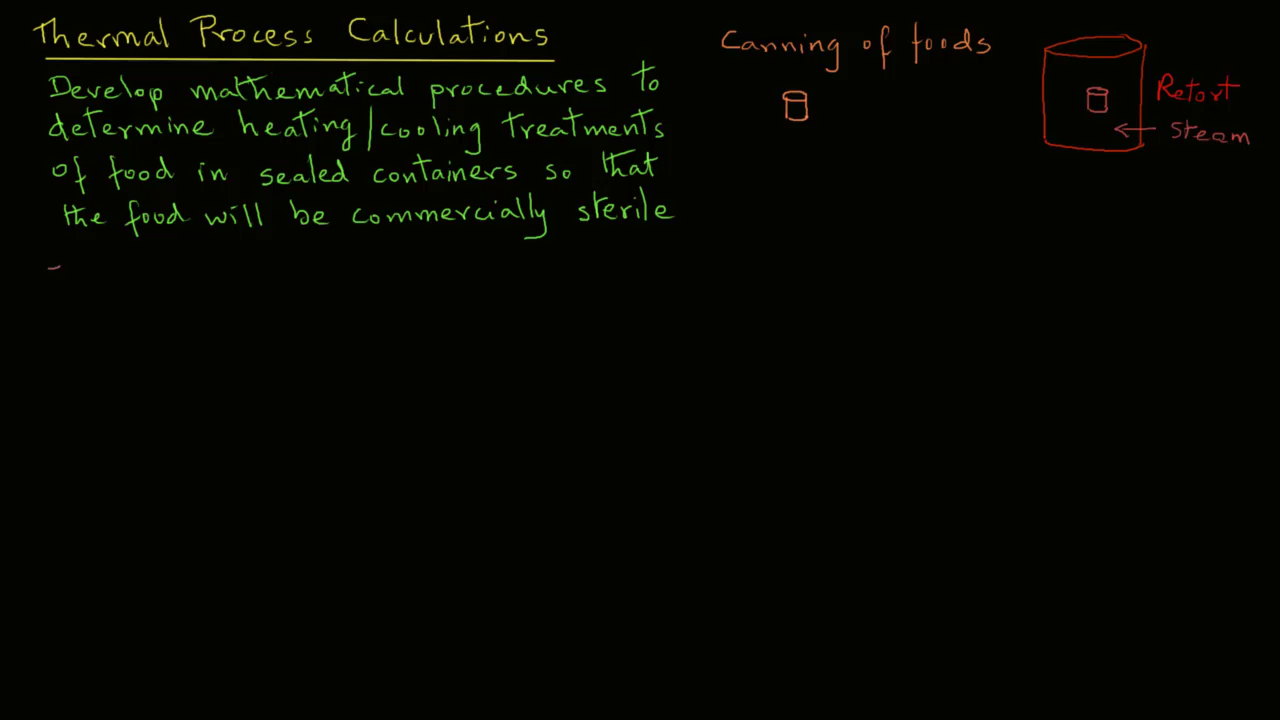 Thermal Process Calculations
Develop mathematical procedures to
determine heating/cooling treatments
of food in sealed containers so that
the food will be commercially sterile
Canning of foods
Retort
Steam